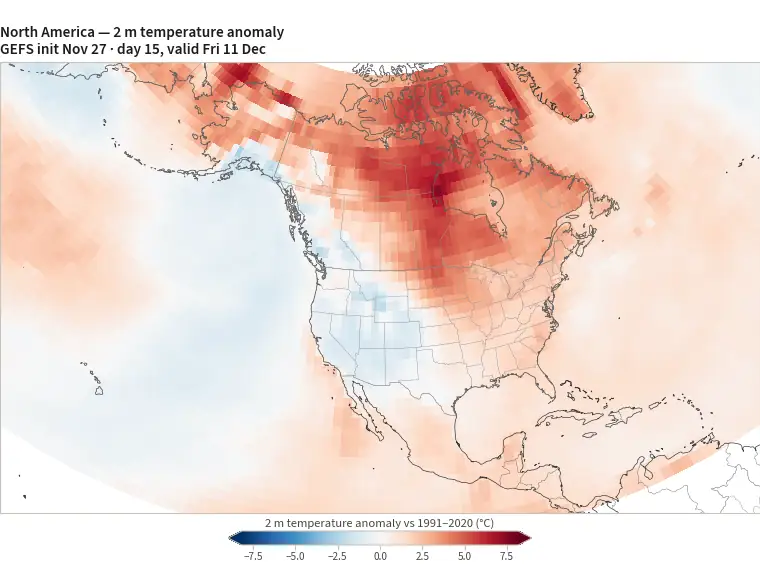 North America — 2 m temperature anomaly
GEFS init Nov 27 · day 15, valid Fri 11 Dec
2 m temperature anomaly vs 1991–2020 (°C)
−7.5 −5.0 −2.5 0.0 2.5 5.0 7.5